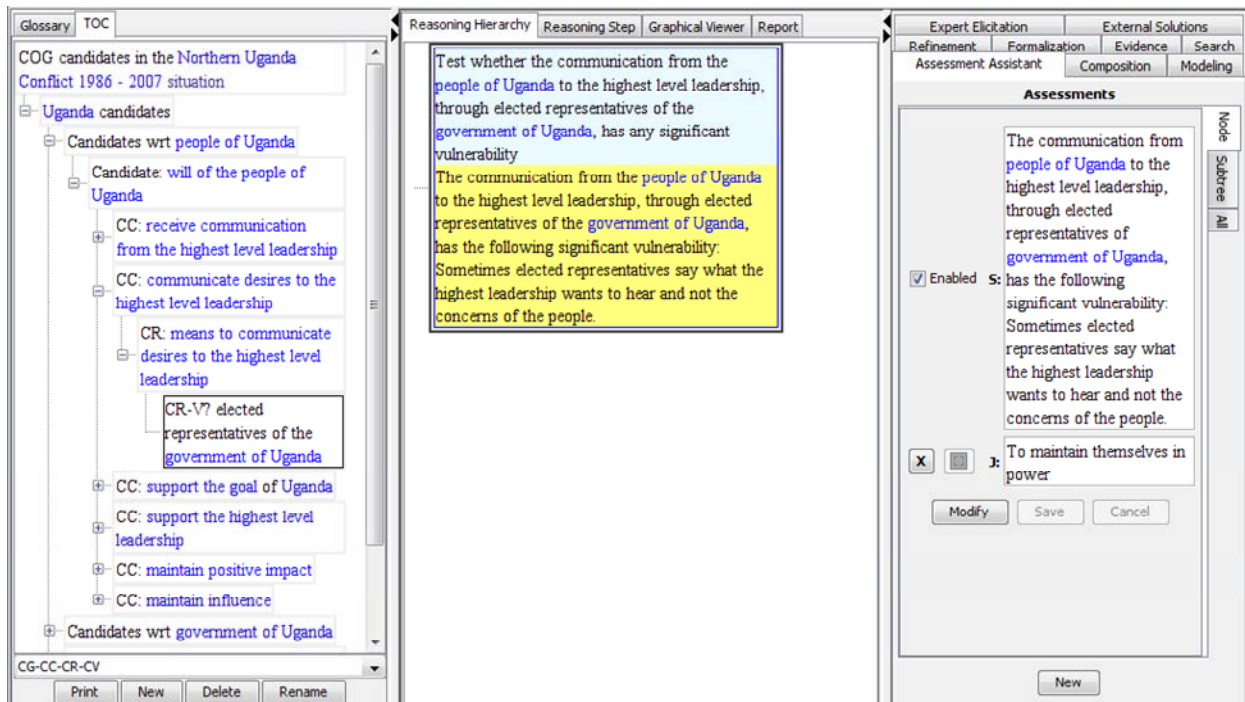 Glossary TOC
COG candidates in the Northern Uganda
Conflict 1986 - 2007 situation
Uganda candidates
Candidates wrt people of Uganda
Candidate: will of the people of
Uganda
CC: receive communication
from the highest level leadership
CC: communicate desires to the
highest level leadership
CR: means to communicate
desires to the highest level
leadership
CR-V? elected
representatives of the
government of Uganda
CC: support the goal of Uganda
CC: support the highest level
leadership
CC: maintain positive impact
CC: maintain influence
Candidates wrt government of Uganda
CG-CC-CR-CV
Print New Delete Rename
Reasoning Hierarchy Reasoning Step Graphical Viewer Report
Test whether the communication from the
people of Uganda to the highest level leadership,
through elected representatives of the
government of Uganda, has any significant
vulnerability
The communication from the people of Uganda
to the highest level leadership, through elected
representatives of the government of Uganda,
has the following significant vulnerability:
Sometimes elected representatives say what the
highest leadership wants to hear and not the
concerns of the people.
Expert Elicitation External Solutions
Refinement Formalization Evidence Search
Assessment Assistant Composition Modeling
Assessments
Node
Subtree
All
Enabled S:
The communication from
people of Uganda to the
highest level leadership,
through elected
representatives of
government of Uganda,
has the following
significant vulnerability:
Sometimes elected
representatives say what
the highest leadership
wants to hear and not the
concerns of the people.
X J:
To maintain themselves in
power
Modify Save Cancel
New